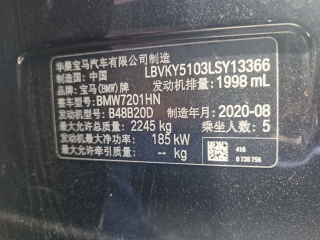 华晨宝马汽车有限公司制造
制造国: 中国 LBVKY5103LSY13366
品牌: 宝马(BMW)牌 发动机排量: 1998 mL
整车型号: BMW7201HN
发动机型号: B48B20D 制造年月: 2020-08
最大允许总质量: 2245 kg 乘坐人数: 5
发动机最大净功率: 185 kW
最大允许牵引质量: -- kg
416
8 738 756